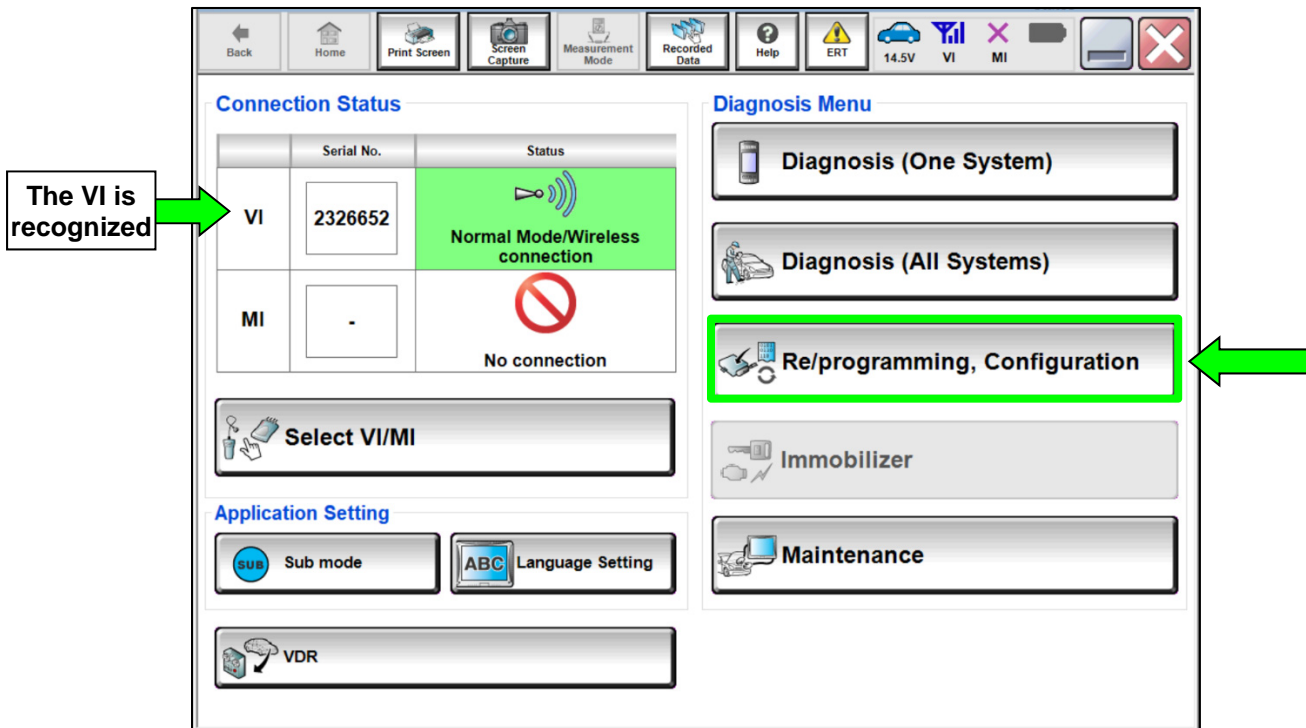 Back
Home
Print Screen
Screen
Capture
Measurement
Mode
Recorded
Data
?
Help
!
ERT
14.5V
VI
MI
Connection Status
Serial No.
Status
The VI is
recognized
VI
2326652
Normal Mode/Wireless
connection
MI
-
No connection
Select VI/MI
Application Setting
SUB
Sub mode
ABC
Language Setting
VDR
Diagnosis Menu
Diagnosis (One System)
Diagnosis (All Systems)
Re/programming, Configuration
Immobilizer
Maintenance